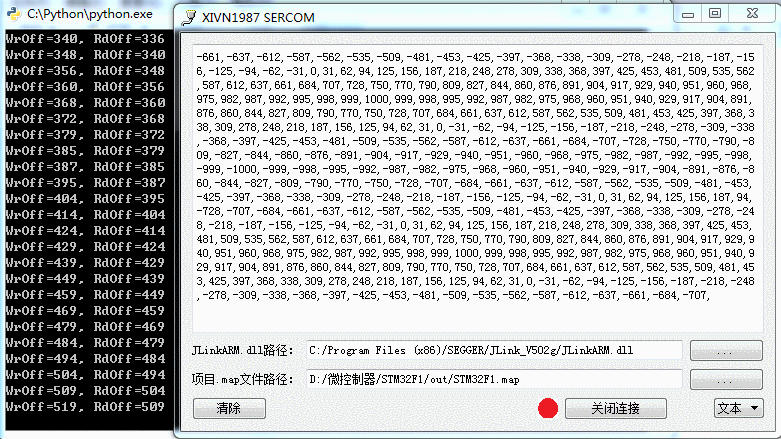 C:\Python\python.exe
WrOff=340, RdOff=336
WrOff=348, RdOff=340
WrOff=356, RdOff=348
WrOff=360, RdOff=356
WrOff=368, RdOff=360
WrOff=372, RdOff=368
WrOff=379, RdOff=372
WrOff=385, RdOff=379
WrOff=387, RdOff=385
WrOff=395, RdOff=387
WrOff=404, RdOff=395
WrOff=414, RdOff=404
WrOff=424, RdOff=414
WrOff=429, RdOff=424
WrOff=439, RdOff=429
WrOff=449, RdOff=439
WrOff=459, RdOff=449
WrOff=469, RdOff=459
WrOff=479, RdOff=469
WrOff=484, RdOff=479
WrOff=494, RdOff=484
WrOff=504, RdOff=494
WrOff=509, RdOff=504
WrOff=519, RdOff=509
XIVN1987 SERCOM
-661,-637,-612,-587,-562,-535,-509,-481,-453,-425,-397,-368,-338,-309,-278,-248,-218,-187,-15
6,-125,-94,-62,-31,0,31,62,94,125,156,187,218,248,278,309,338,368,397,425,453,481,509,535,562
,587,612,637,661,684,707,728,750,770,790,809,827,844,860,876,891,904,917,929,940,951,960,968,
975,982,987,992,995,998,999,1000,999,998,995,992,987,982,975,968,960,951,940,929,917,904,891,
876,860,844,827,809,790,770,750,728,707,684,661,637,612,587,562,535,509,481,453,425,397,368,3
38,309,278,248,218,187,156,125,94,62,31,0,-31,-62,-94,-125,-156,-187,-218,-248,-278,-309,-338
,-368,-397,-425,-453,-481,-509,-535,-562,-587,-612,-637,-661,-684,-707,-728,-750,-770,-790,-8
09,-827,-844,-860,-876,-891,-904,-917,-929,-940,-951,-960,-968,-975,-982,-987,-992,-995,-998,
-999,-1000,-999,-998,-995,-992,-987,-982,-975,-968,-960,-951,-940,-929,-917,-904,-891,-876,-8
60,-844,-827,-809,-790,-770,-750,-728,-707,-684,-661,-637,-612,-587,-562,-535,-509,-481,-453,
-425,-397,-368,-338,-309,-278,-248,-218,-187,-156,-125,-94,-62,-31,0,31,62,94,125,156,187,94,
-728,-707,-684,-661,-637,-612,-587,-562,-535,-509,-481,-453,-425,-397,-368,-338,-309,-278,-24
8,-218,-187,-156,-125,-94,-62,-31,0,31,62,94,125,156,187,218,248,278,309,338,368,397,425,453,
481,509,535,562,587,612,637,661,684,707,728,750,770,790,809,827,844,860,876,891,904,917,929,9
40,951,960,968,975,982,987,992,995,998,999,1000,999,998,995,992,987,982,975,968,960,951,940,9
29,917,904,891,876,860,844,827,809,790,770,750,728,707,684,661,637,612,587,562,535,509,481,45
3,425,397,368,338,309,278,248,218,187,156,125,94,62,31,0,-31,-62,-94,-125,-156,-187,-218,-248
,-278,-309,-338,-368,-397,-425,-453,-481,-509,-535,-562,-587,-612,-637,-661,-684,-707,
JLinkARM.dll路径: C:/Program Files (x86)/SEGGER/JLink_V502g/JLinkARM.dll ...
项目.map文件路径: D:/微控制器/STM32F1/out/STM32F1.map ...
清除 关闭连接 文本